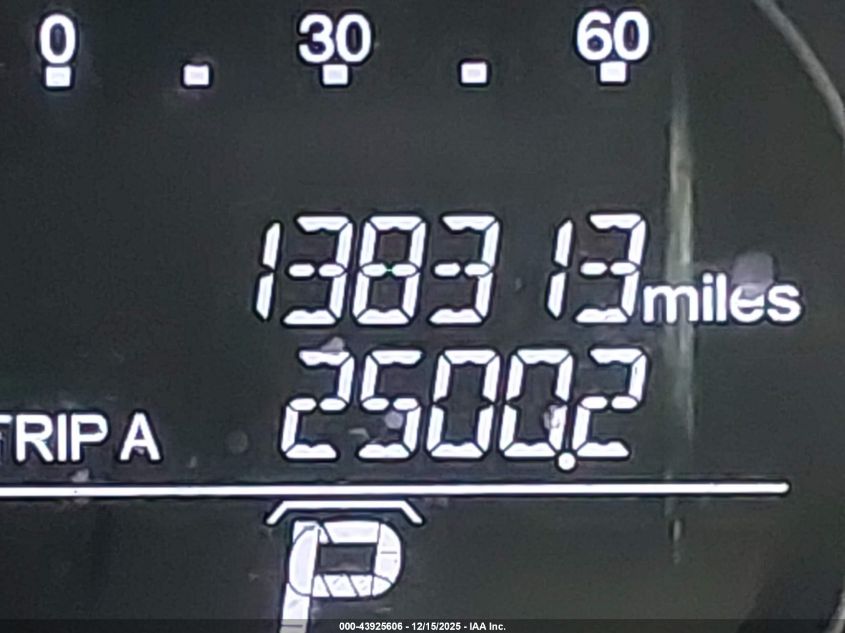 0 30 60
138313 miles
TRIP A 2500.2
P
000-43925606 - 12/15/2025 - IAA Inc.